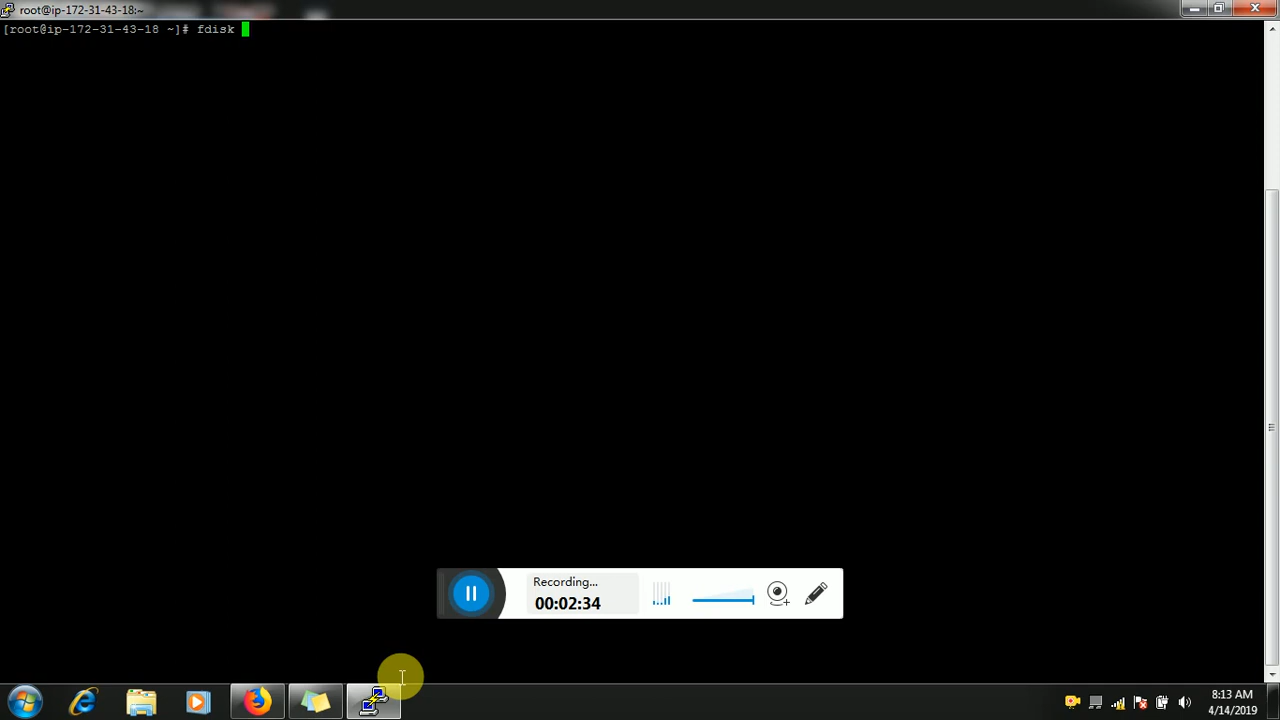 root@ip-172-31-43-18:~
[root@ip-172-31-43-18 ~]# fdisk
Recording...
00:02:34
8:13 AM
4/14/2019